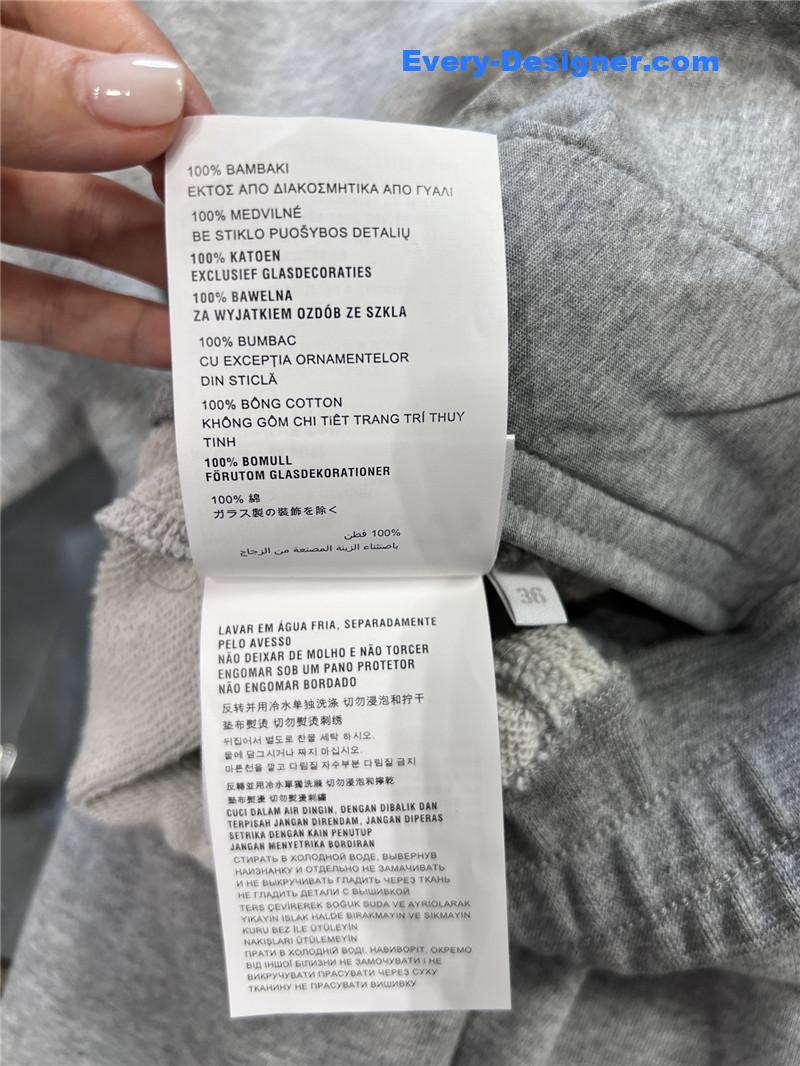 Every-Designer.com
100% BAMBAKI
ΕΚΤΟΣ ΑΠΟ ΔΙΑΚΟΣΜΗΤΙΚΑ ΑΠΟ ΓΥΑΛΙ
100% MEDVILNÉ
BE STIKLO PUOŠYBOS DETALIŲ
100% KATOEN
EXCLUSIEF GLASDECORATIES
100% BAWELNA
ZA WYJATKIEM OZDÓB ZE SZKLA
100% BUMBAC
CU EXCEPȚIA ORNAMENTELOR
DIN STICLĂ
100% BÔNG COTTON
KHÔNG GÔM CHI TiÊT TRANG TRÍ THUY
TINH
100% BOMULL
FÖRUTOM GLASDEKORATIONER
100% 綿
ガラス製の装飾を除く
100% قطن
باستثناء الزينة المصنعة من الزجاج
36
LAVAR EM ÁGUA FRIA, SEPARADAMENTE
PELO AVESSO
NÃO DEIXAR DE MOLHO E NÃO TORCER
ENGOMAR SOB UM PANO PROTETOR
NÃO ENGOMAR BORDADO
反转并用冷水单独洗涤 切勿浸泡和拧干
垫布熨烫 切勿熨烫刺绣
뒤집어서 별도로 찬물 세탁 하시오.
물에 담그시거나 짜지 마십시오.
마른천을 깔고 다림질 자수부분 다림질 금지
反轉並用冷水單獨洗滌 切勿浸泡和擰乾
墊布熨燙 切勿熨燙刺繡
CUCI DALAM AIR DINGIN, DENGAN DIBALIK DAN
TERPISAH JANGAN DIRENDAM, JANGAN DIPERAS
SETRIKA DENGAN KAIN PENUTUP
JANGAN MENYETRIKA BORDIRAN
СТИРАТЬ В ХОЛОДНОЙ ВОДЕ, ВЫВЕРНУВ
НАИЗНАНКУ И ОТДЕЛЬНО НЕ ЗАМАЧИВАТЬ
И НЕ ВЫКРУЧИВАТЬ ГЛАДИТЬ ЧЕРЕЗ ТКАНЬ
НЕ ГЛАДИТЬ ДЕТАЛИ С ВЫШИВКОЙ
TERS ÇEVİREREK SOĞUK SUDA VE AYRIOLARAK
YIKAYIN ISLAK HALDE BIRAKMAYIN VE SIKMAYIN
KURU BEZ İLE ÜTÜLEYİN
NAKIŞLARI ÜTÜLEMEYİN
ПРАТИ В ХОЛОДНІЙ ВОДІ, НАВИВОРІТ, ОКРЕМО
ВІД ІНШОЇ БІЛИЗНИ НЕ ЗАМОЧУВАТИ І НЕ
ВИКРУЧУВАТИ ПРАСУВАТИ ЧЕРЕЗ СУХУ
ТКАНИНУ НЕ ПРАСУВАТИ ВИШИВКУ